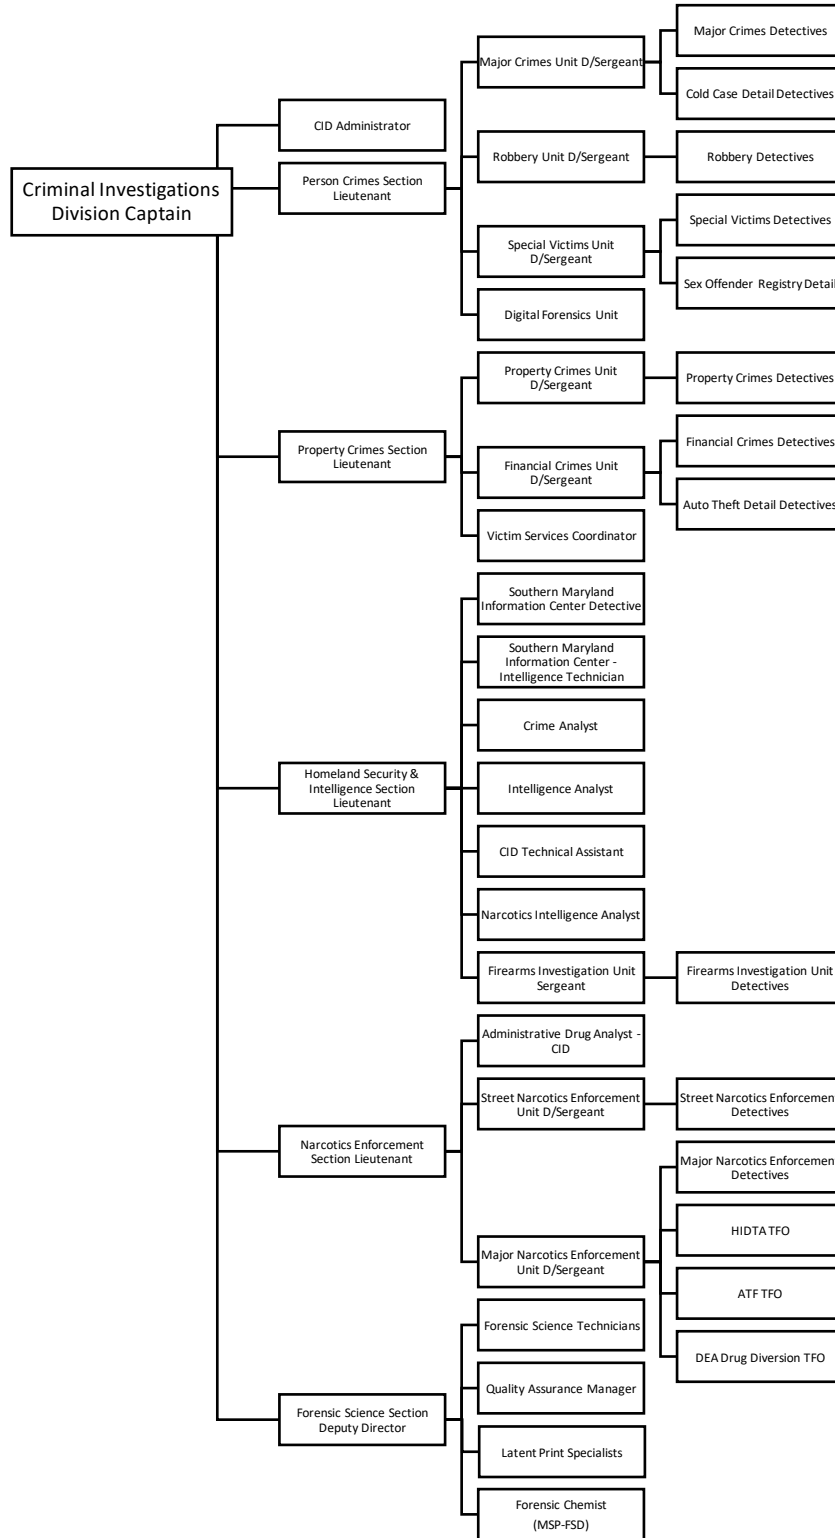 Criminal Investigations
Division Captain
CID Administrator
Person Crimes Section
Lieutenant
Major Crimes Unit D/Sergeant
Major Crimes Detectives
Cold Case Detail Detectives
Robbery Unit D/Sergeant
Robbery Detectives
Special Victims Unit
D/Sergeant
Special Victims Detectives
Sex Offender Registry Detail
Digital Forensics Unit
Property Crimes Section
Lieutenant
Property Crimes Unit
D/Sergeant
Property Crimes Detectives
Financial Crimes Unit
D/Sergeant
Financial Crimes Detectives
Auto Theft Detail Detectives
Victim Services Coordinator
Homeland Security &
Intelligence Section
Lieutenant
Southern Maryland
Information Center Detective
Southern Maryland
Information Center -
Intelligence Technician
Crime Analyst
Intelligence Analyst
CID Technical Assistant
Narcotics Intelligence Analyst
Firearms Investigation Unit
Sergeant
Firearms Investigation Unit
Detectives
Narcotics Enforcement
Section Lieutenant
Administrative Drug Analyst -
CID
Street Narcotics Enforcement
Unit D/Sergeant
Street Narcotics Enforcement
Detectives
Major Narcotics Enforcement
Unit D/Sergeant
Major Narcotics Enforcement
Detectives
HIDTA TFO
ATF TFO
DEA Drug Diversion TFO
Forensic Science Section
Deputy Director
Forensic Science Technicians
Quality Assurance Manager
Latent Print Specialists
Forensic Chemist
(MSP-FSD)